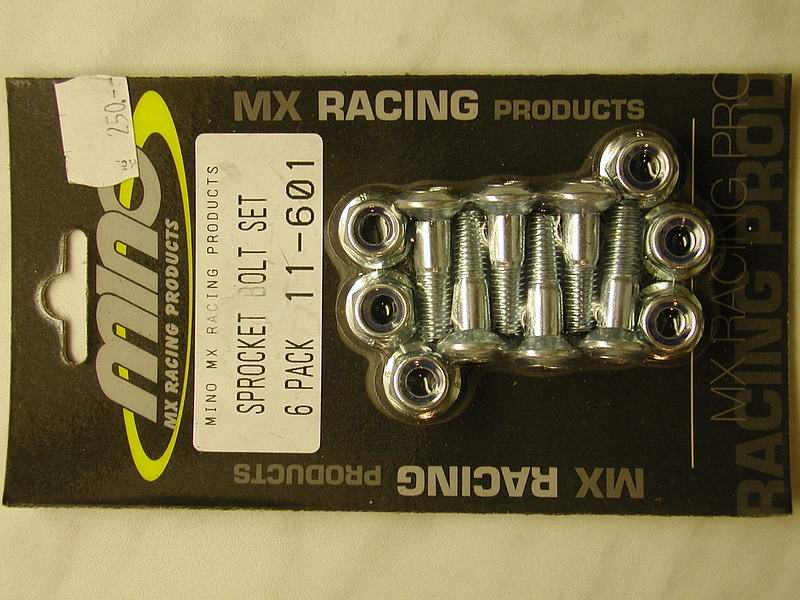 250.-
MINO
MX RACING PRODUCTS
MX RACING PRODUCTS
MINO MX RACING PRODUCTS
SPROCKET BOLT SET
6 PACK 11-601
MX RACING PRODUCTS
MX RACING PRO
RACING PROD